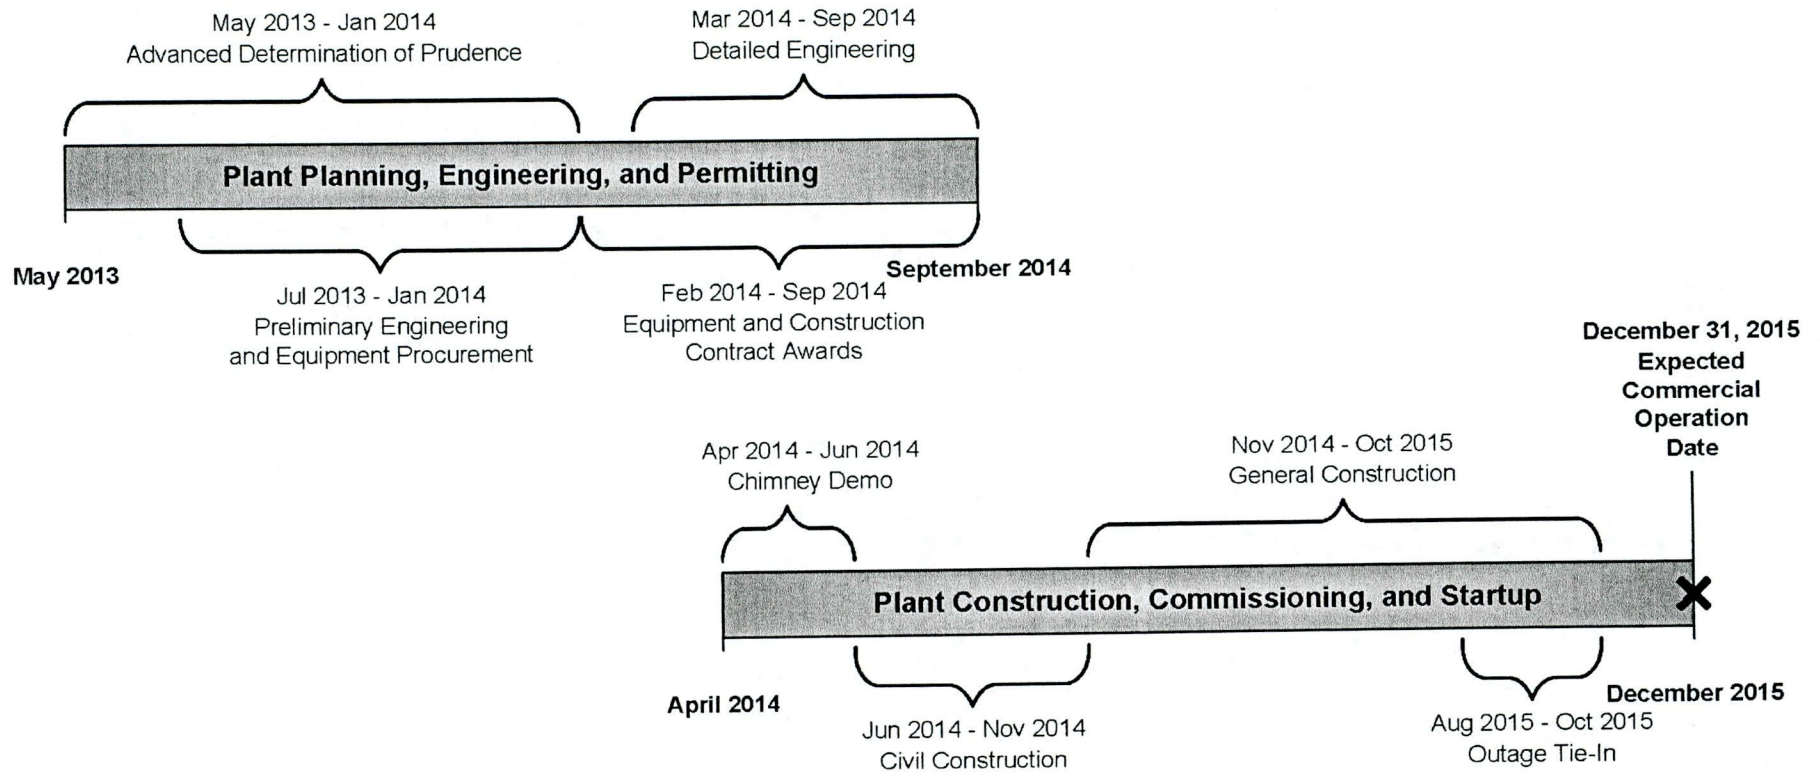 May 2013 - Jan 2014
Advanced Determination of Prudence
Mar 2014 - Sep 2014
Detailed Engineering
Plant Planning, Engineering, and Permitting
May 2013
September 2014
Jul 2013 - Jan 2014
Preliminary Engineering
and Equipment Procurement
Feb 2014 - Sep 2014
Equipment and Construction
Contract Awards
December 31, 2015
Expected
Commercial
Operation
Date
Apr 2014 - Jun 2014
Chimney Demo
Nov 2014 - Oct 2015
General Construction
Plant Construction, Commissioning, and Startup
April 2014
December 2015
Jun 2014 - Nov 2014
Civil Construction
Aug 2015 - Oct 2015
Outage Tie-In